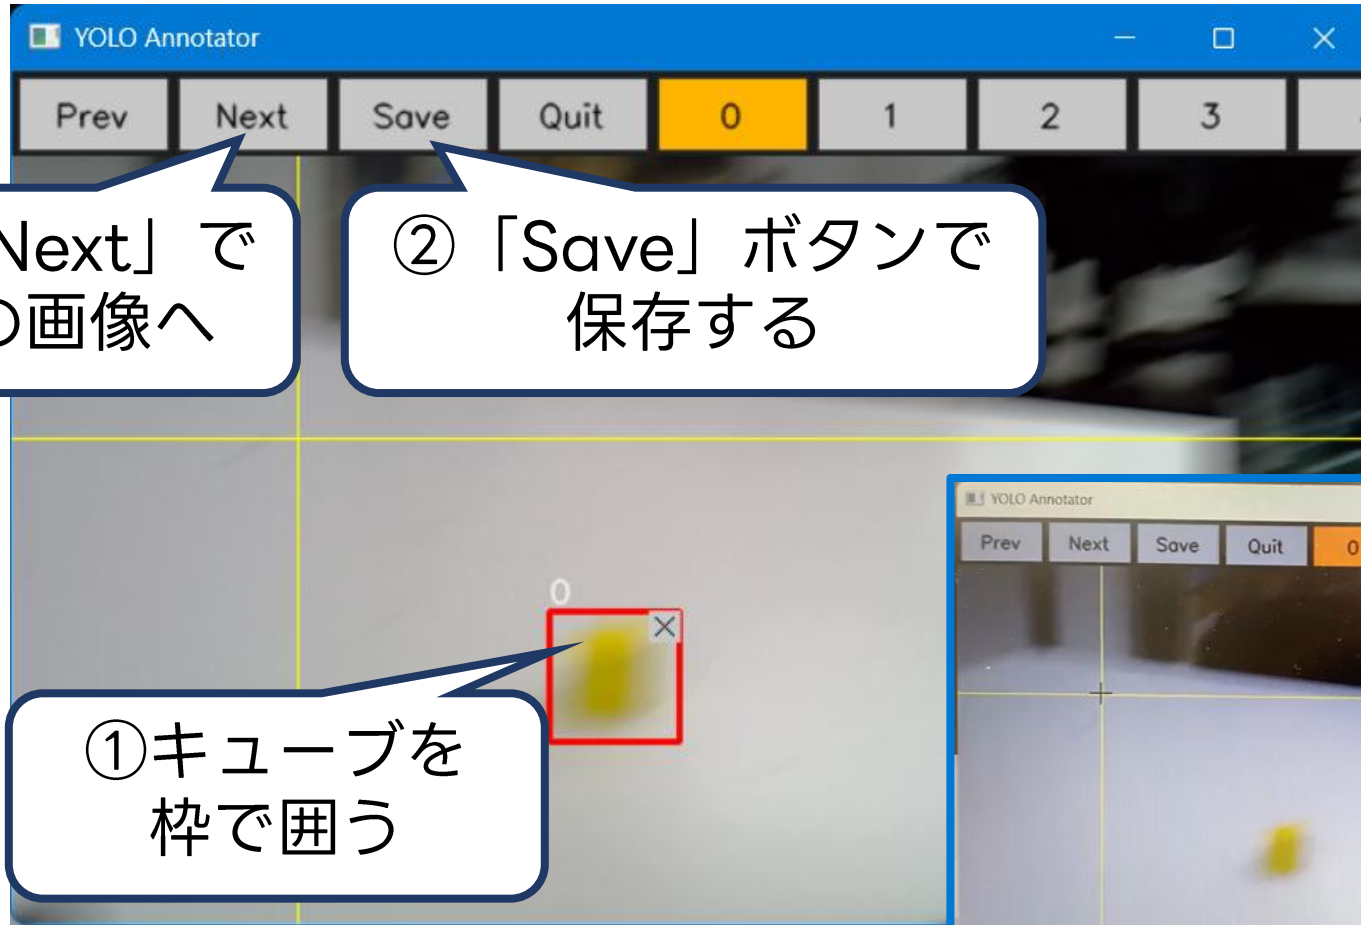 YOLO Annotator
Prev Next Save Quit 0 1 2 3
Next」で
の画像へ
②「Save」ボタンで
保存する
YOLO Annotator
Prev Next Save Quit 0
0
①キューブを
枠で囲う